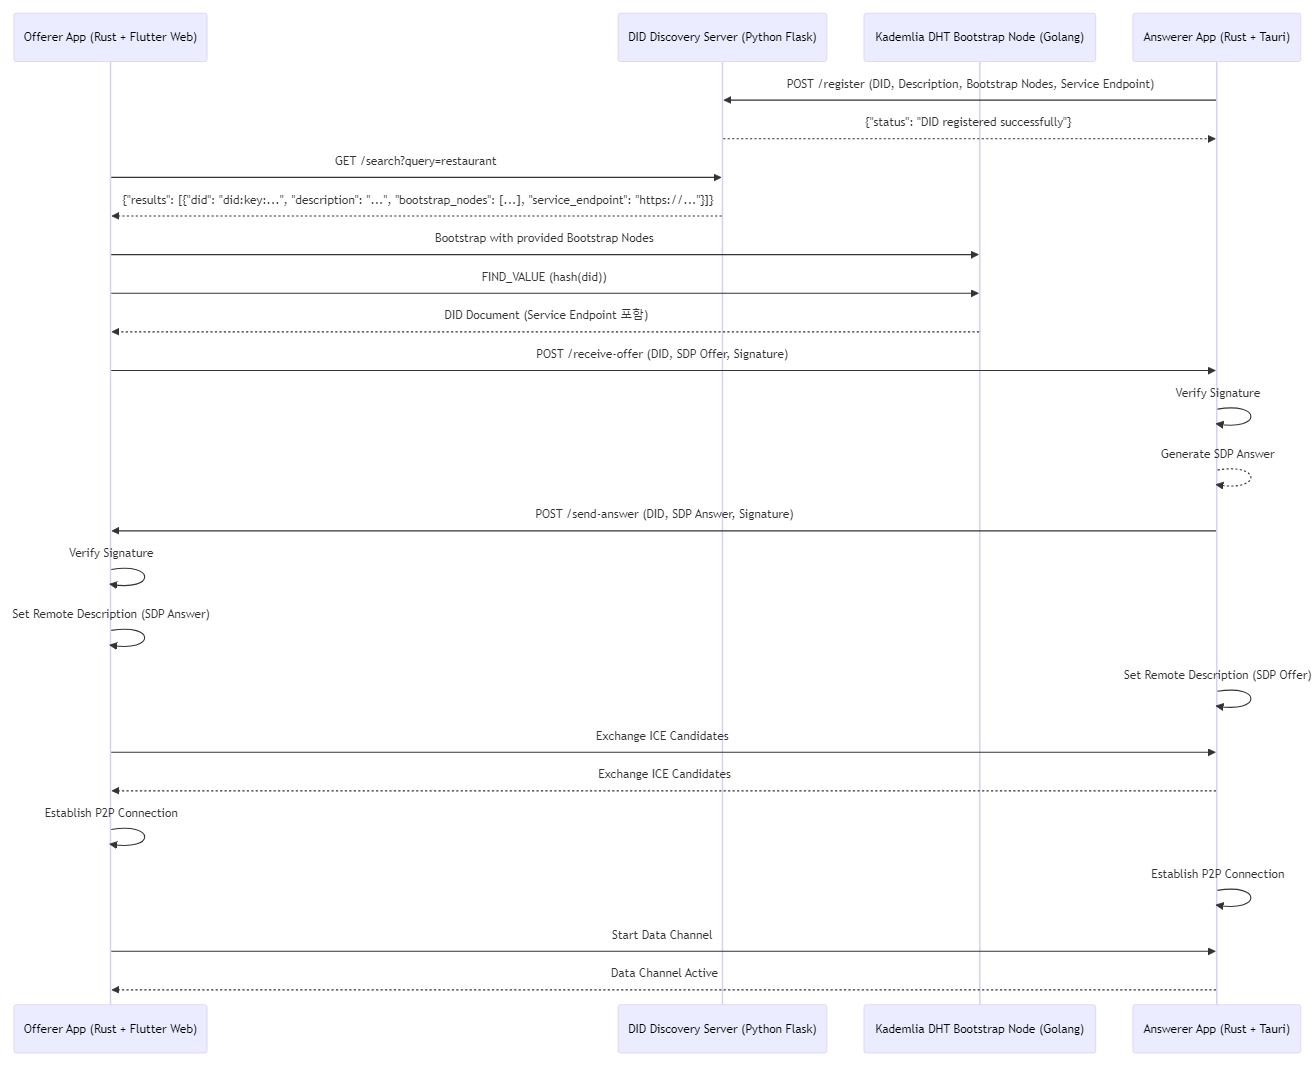 Offerer App (Rust + Flutter Web)
DID Discovery Server (Python Flask)
Kademlia DHT Bootstrap Node (Golang)
Answerer App (Rust + Tauri)
POST /register (DID, Description, Bootstrap Nodes, Service Endpoint)
{"status": "DID registered successfully"}
GET /search?query=restaurant
{"results": [{"did": "did:key:...", "description": "...", "bootstrap_nodes": [...], "service_endpoint": "https://..."}]}
Bootstrap with provided Bootstrap Nodes
FIND_VALUE (hash(did))
DID Document (Service Endpoint 포함)
POST /receive-offer (DID, SDP Offer, Signature)
Verify Signature
Generate SDP Answer
POST /send-answer (DID, SDP Answer, Signature)
Verify Signature
Set Remote Description (SDP Answer)
Set Remote Description (SDP Offer)
Exchange ICE Candidates
Exchange ICE Candidates
Establish P2P Connection
Establish P2P Connection
Start Data Channel
Data Channel Active
Offerer App (Rust + Flutter Web)
DID Discovery Server (Python Flask)
Kademlia DHT Bootstrap Node (Golang)
Answerer App (Rust + Tauri)